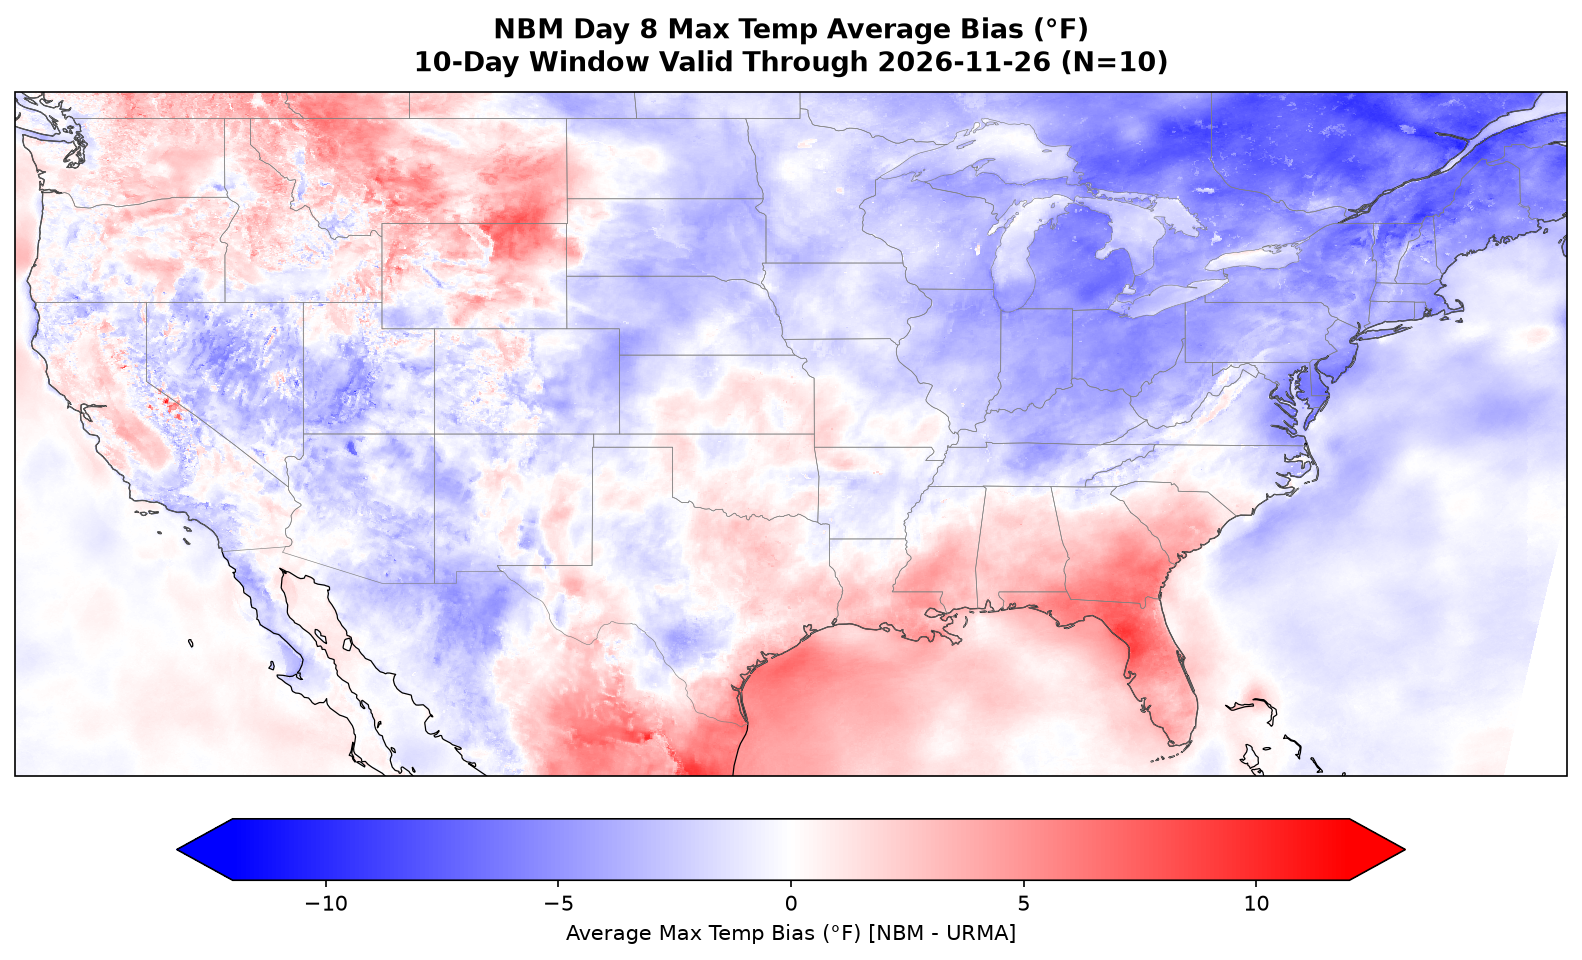 NBM Day 8 Max Temp Average Bias (°F)
10-Day Window Valid Through 2026-11-26 (N=10)
−10 −5 0 5 10
Average Max Temp Bias (°F) [NBM - URMA]